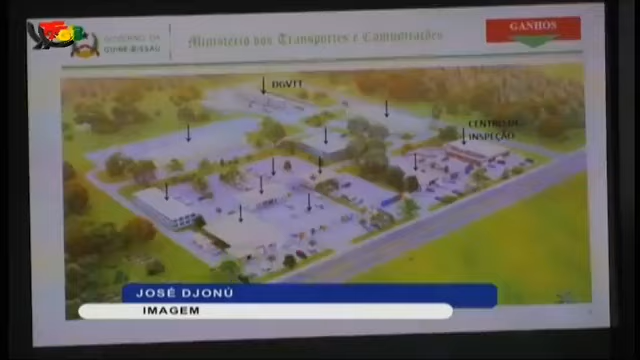 GOVERNO DA
GUINÉ-BISSAU
Ministério dos Transportes e Comunicações
GANHOS
DGVTT
CENTRO DE
INSPEÇÃO
JOSÉ DJONÚ
IMAGEM